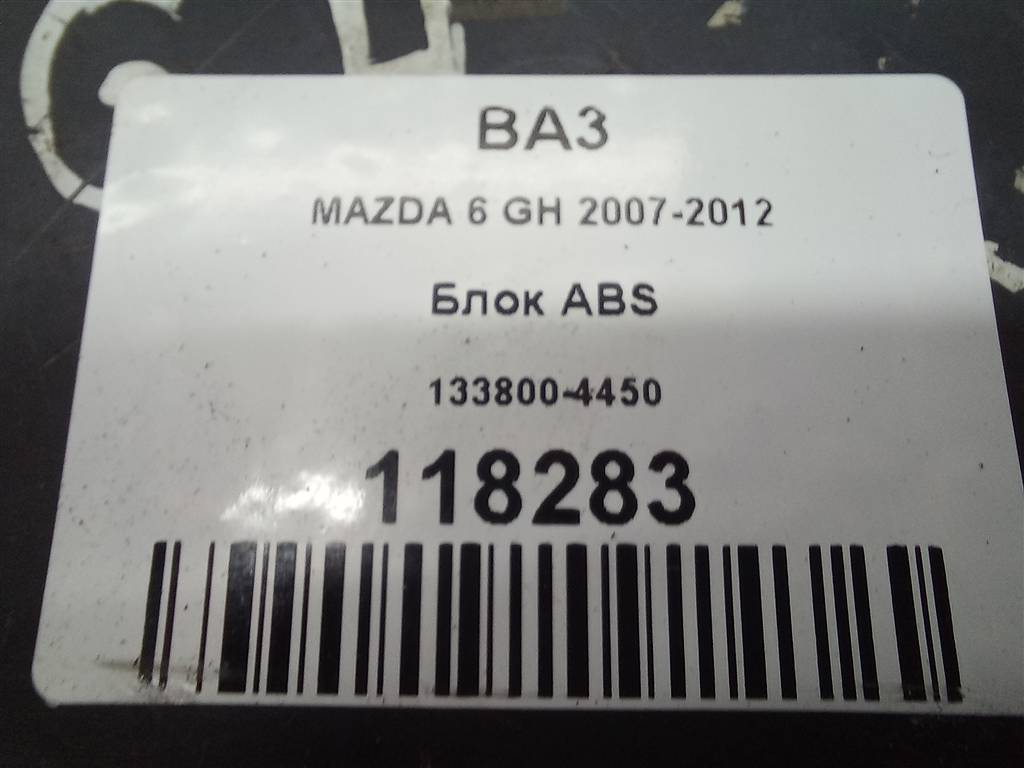 ВАЗ
MAZDA 6 GH 2007-2012
Блок ABS
133800-4450
118283